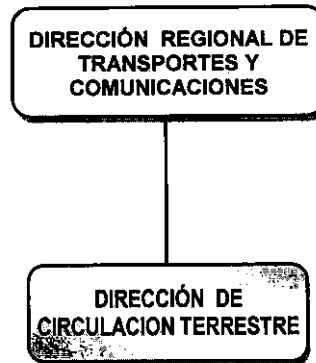 DIRECCIÓN REGIONAL DE
TRANSPORTES Y
COMUNICACIONES
DIRECCIÓN DE
CIRCULACION TERRESTRE